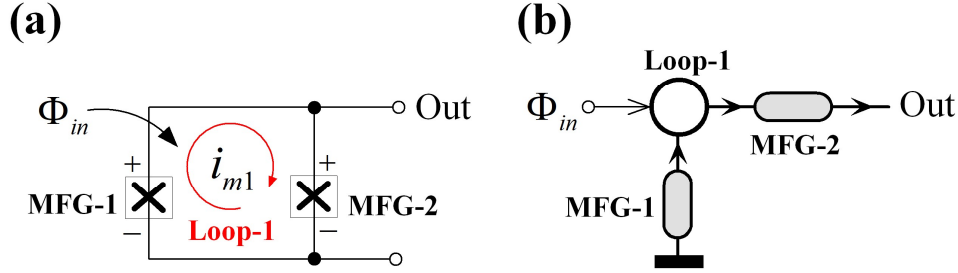 (a)
Φin
Out
+
+
im1
MFG-1
MFG-2
−
Loop-1
−
(b)
Loop-1
Φin
Out
MFG-2
MFG-1